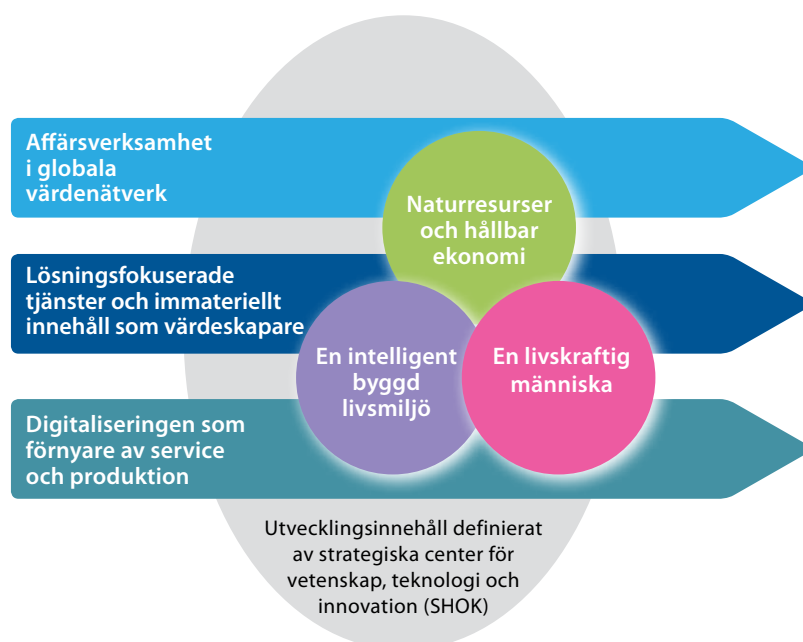 Affärsverksamhet
i globala
värdenätverk
Naturresurser
och hållbar
ekonomi
Lösningsfokuserade
tjänster och immateriellt
innehåll som värdeskapare
En intelligent
byggd
livsmiljö
En livskraftig
människa
Digitaliseringen som
förnyare av service
och produktion
Utvecklingsinnehåll definierat
av strategiska center för
vetenskap, teknologi och
innovation (SHOK)